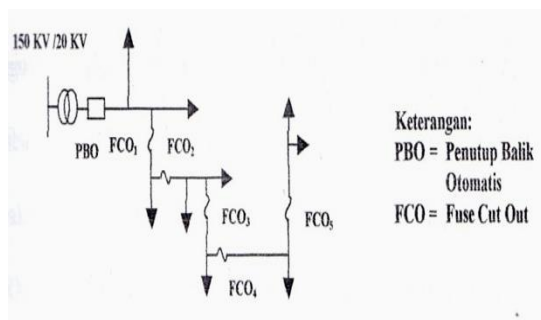 150 KV /20 KV
PBO
FCO₁
FCO₂
FCO₃
FCO₅
FCO₄
Keterangan:
PBO = Penutup Balik
Otomatis
FCO = Fuse Cut Out